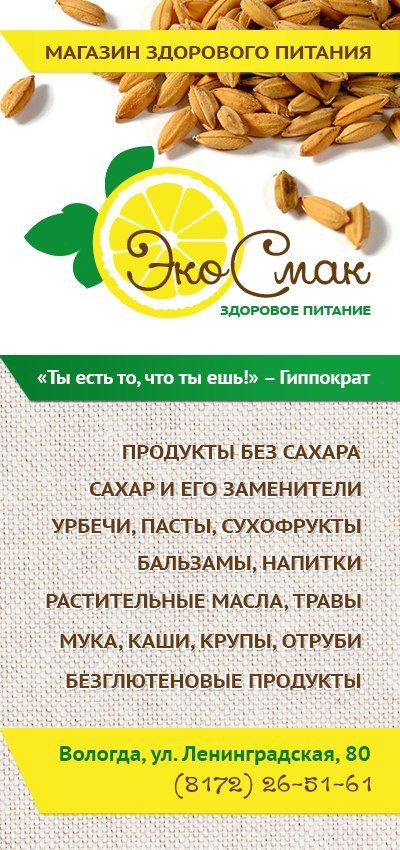 МАГАЗИН ЗДОРОВОГО ПИТАНИЯ
ЭкоСмак
ЗДОРОВОЕ ПИТАНИЕ
«Ты есть то, что ты ешь!» – Гиппократ
ПРОДУКТЫ БЕЗ САХАРА
САХАР И ЕГО ЗАМЕНИТЕЛИ
УРБЕЧИ, ПАСТЫ, СУХОФРУКТЫ
БАЛЬЗАМЫ, НАПИТКИ
РАСТИТЕЛЬНЫЕ МАСЛА, ТРАВЫ
МУКА, КАШИ, КРУПЫ, ОТРУБИ
БЕЗГЛЮТЕНОВЫЕ ПРОДУКТЫ
Вологда, ул. Ленинградская, 80
(8172) 26-51-61